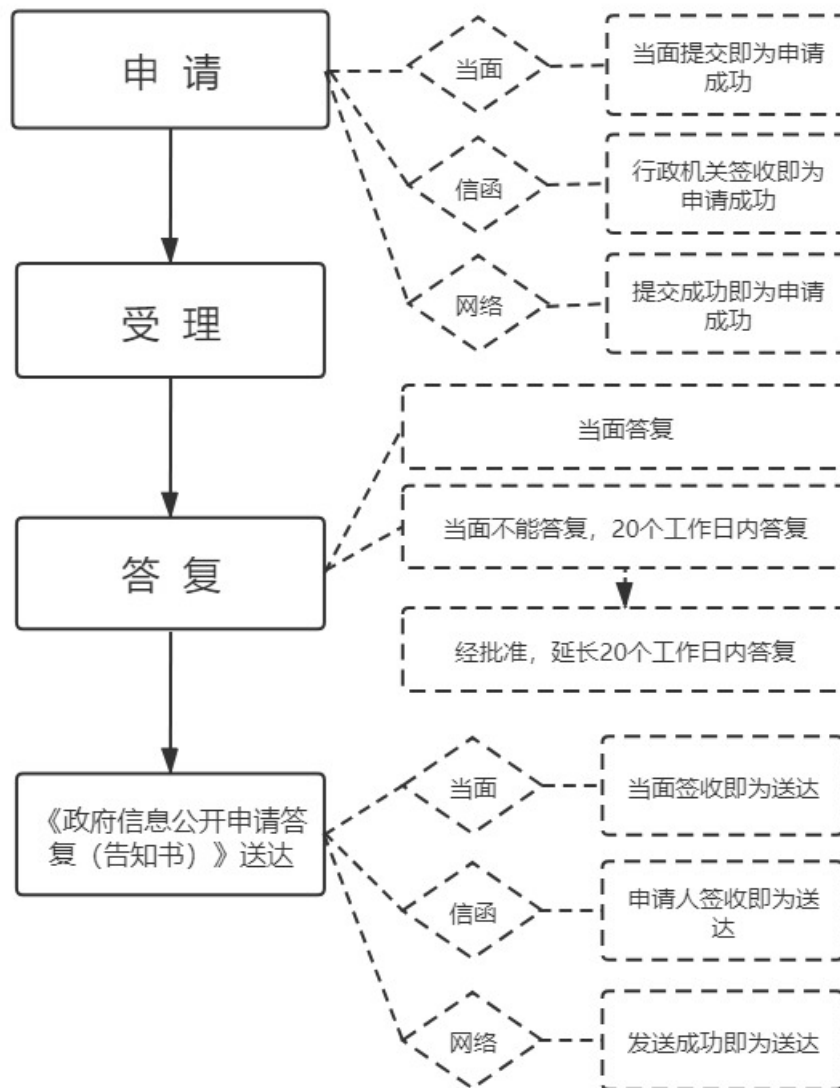 申 请
当面
当面提交即为申请
成功
信函
行政机关签收即为
申请成功
网络
提交成功即为申请
成功
受 理
当面答复
当面不能答复，20个工作日内答复
答 复
经批准，延长20个工作日内答复
《政府信息公开申请答
复（告知书）》送达
当面
当面签收即为送达
信函
申请人签收即为送
达
网络
发送成功即为送达